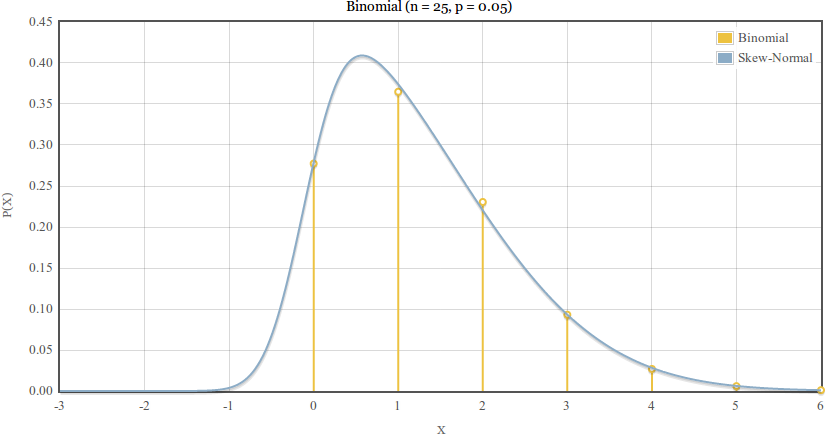 Binomial (n = 25, p = 0.05)
0.45
0.40
0.35
0.30
0.25
0.20
0.15
0.10
0.05
0.00
P(X)
Binomial
Skew-Normal
-3 -2 -1 0 1 2 3 4 5 6
X